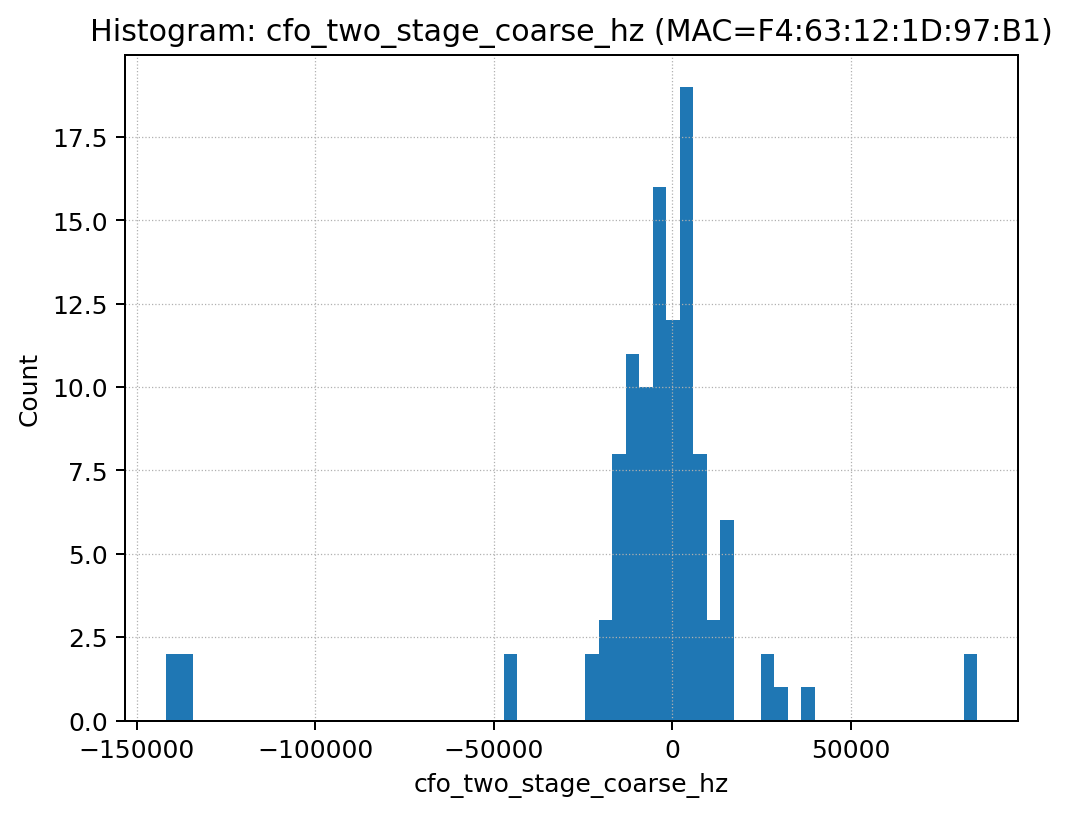 Histogram: cfo_two_stage_coarse_hz (MAC=F4:63:12:1D:97:B1)
17.5
15.0
12.5
10.0
7.5
5.0
2.5
0.0
Count
−150000 −100000 −50000 0 50000
cfo_two_stage_coarse_hz